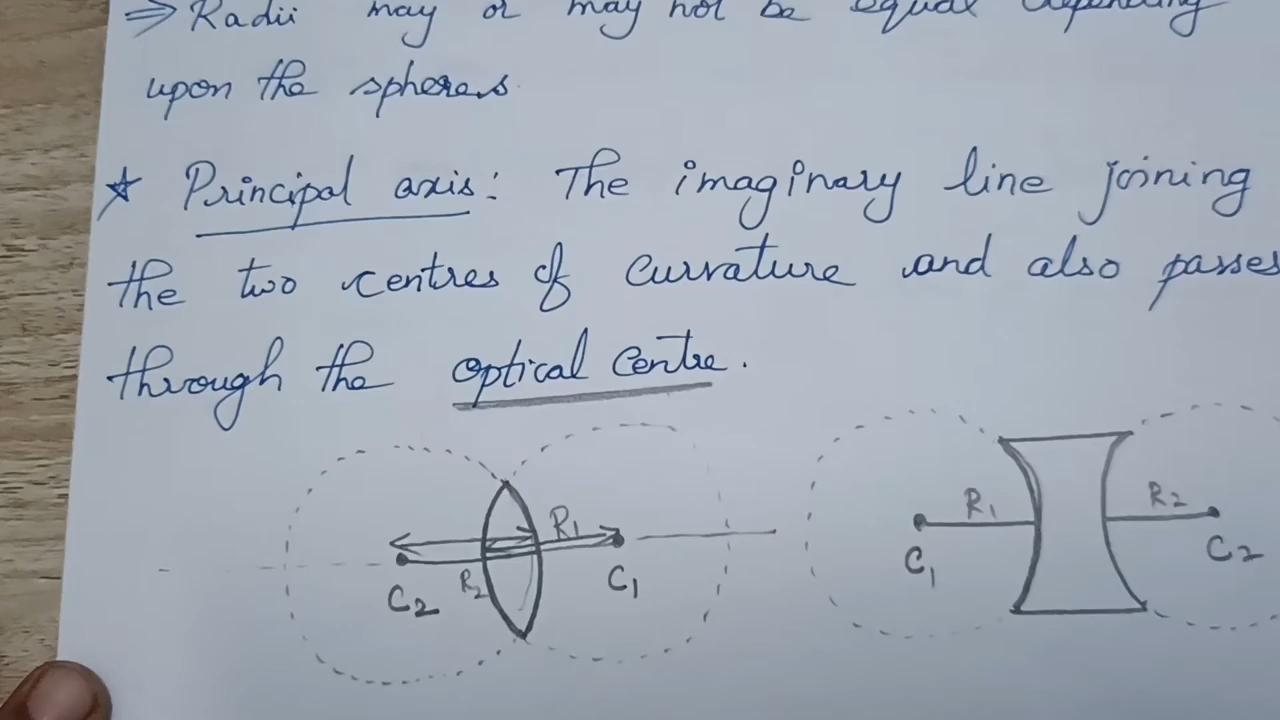 ⇒ Radii may or may not be equal depending
upon the spheres.
☆ Principal axis: The imaginary line joining
the two centres of curvature and also passes
through the optical centre.
R₁
R₂
C₂
C₁
R₁
R₂
C₁
C₂